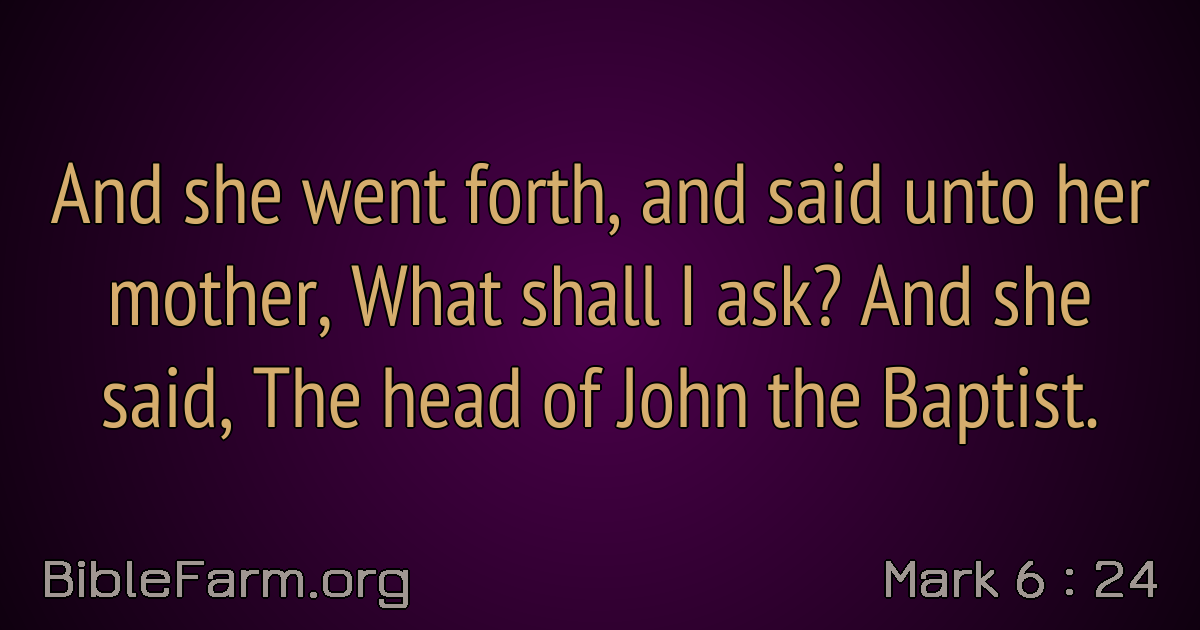 And she went forth, and said unto her
mother, What shall I ask? And she
said, The head of John the Baptist.
BibleFarm.org
Mark 6 : 24